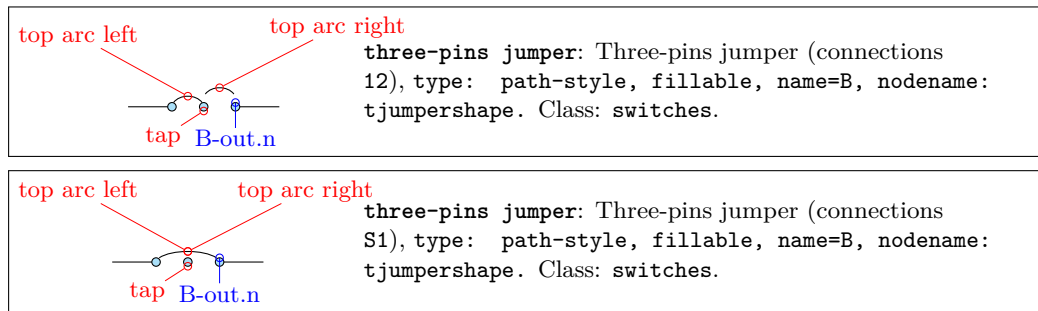 top arc left
top arc right
tap
B-out.n
three-pins jumper: Three-pins jumper (connections
12), type: path-style, fillable, name=B, nodename:
tjumpershape. Class: switches.
top arc left
top arc right
tap
B-out.n
three-pins jumper: Three-pins jumper (connections
S1), type: path-style, fillable, name=B, nodename:
tjumpershape. Class: switches.